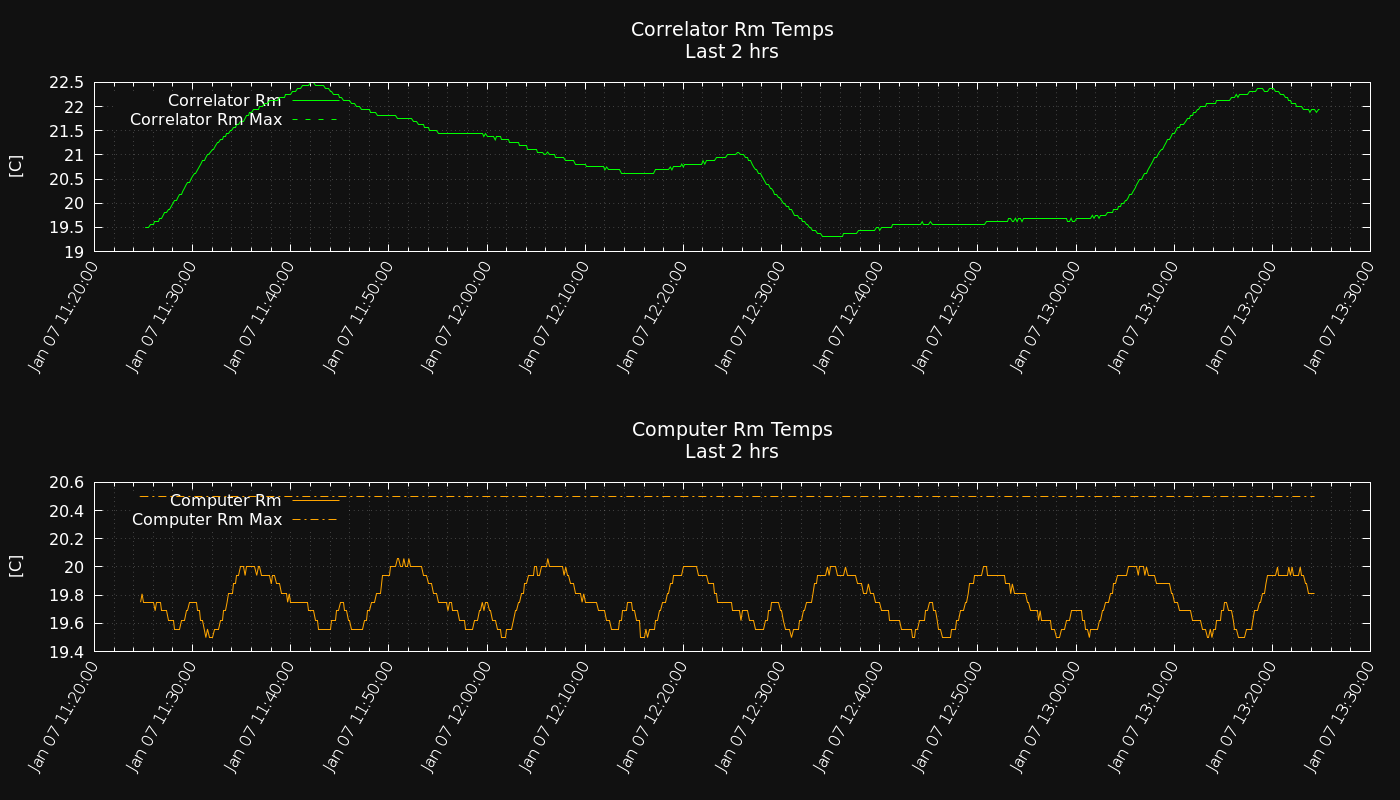 Correlator Rm Temps
Last 2 hrs
[C]
22.5
22
21.5
21
20.5
20
19.5
19
Correlator Rm
Correlator Rm Max
Jan 07 11:20:00
Jan 07 11:30:00
Jan 07 11:40:00
Jan 07 11:50:00
Jan 07 12:00:00
Jan 07 12:10:00
Jan 07 12:20:00
Jan 07 12:30:00
Jan 07 12:40:00
Jan 07 12:50:00
Jan 07 13:00:00
Jan 07 13:10:00
Jan 07 13:20:00
Jan 07 13:30:00
Computer Rm Temps
Last 2 hrs
[C]
20.6
20.4
20.2
20
19.8
19.6
19.4
Computer Rm
Computer Rm Max
Jan 07 11:20:00
Jan 07 11:30:00
Jan 07 11:40:00
Jan 07 11:50:00
Jan 07 12:00:00
Jan 07 12:10:00
Jan 07 12:20:00
Jan 07 12:30:00
Jan 07 12:40:00
Jan 07 12:50:00
Jan 07 13:00:00
Jan 07 13:10:00
Jan 07 13:20:00
Jan 07 13:30:00